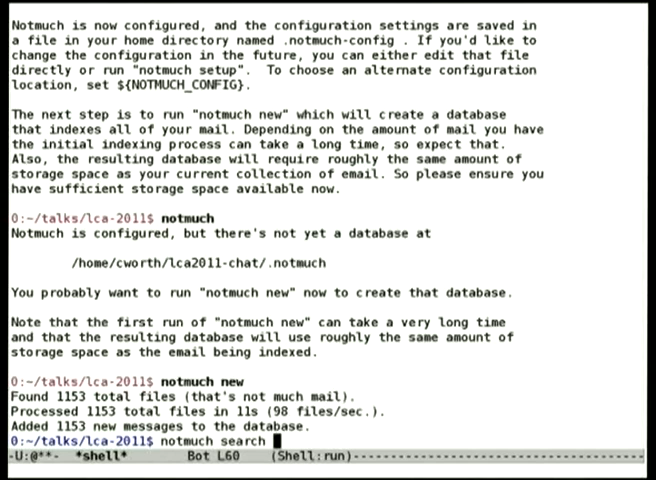 Notmuch is now configured, and the configuration settings are saved in
a file in your home directory named .notmuch-config . If you'd like to
change the configuration in the future, you can either edit that file
directly or run "notmuch setup".  To choose an alternate configuration
location, set ${NOTMUCH_CONFIG}.
The next step is to run "notmuch new" which will create a database
that indexes all of your mail. Depending on the amount of mail you have
the initial indexing process can take a long time, so expect that.
Also, the resulting database will require roughly the same amount of
storage space as your current collection of email. So please ensure you
have sufficient storage space available now.
0:~/talks/lca-2011$ notmuch
Notmuch is configured, but there's not yet a database at
/home/cworth/lca2011-chat/.notmuch
You probably want to run "notmuch new" now to create that database.
Note that the first run of "notmuch new" can take a very long time
and that the resulting database will use roughly the same amount of
storage space as the email being indexed.
0:~/talks/lca-2011$ notmuch new
Found 1153 total files (that's not much mail).
Processed 1153 total files in 11s (98 files/sec.).
Added 1153 new messages to the database.
0:~/talks/lca-2011$ notmuch search
-U:@**-  *shell*        Bot L60    (Shell:run)----------------------------------------